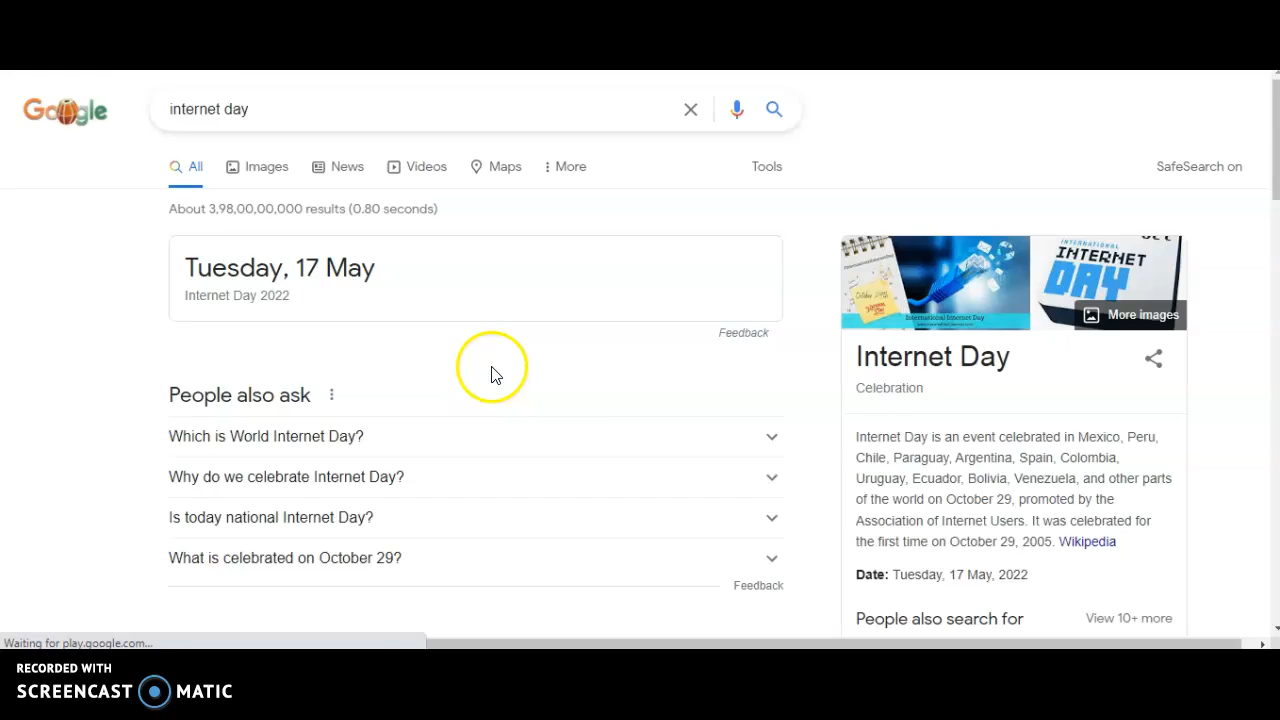 Google
internet day
All
Images
News
Videos
Maps
More
Tools
SafeSearch on
About 3,98,00,00,000 results (0.80 seconds)
Tuesday, 17 May
Internet Day 2022
Feedback
People also ask
Which is World Internet Day?
Why do we celebrate Internet Day?
Is today national Internet Day?
What is celebrated on October 29?
Feedback
International Internet Day
INTERNATIONAL
INTERNET
DAY
More images
Internet Day
Celebration
Internet Day is an event celebrated in Mexico, Peru,
Chile, Paraguay, Argentina, Spain, Colombia,
Uruguay, Ecuador, Bolivia, Venezuela, and other parts
of the world on October 29, promoted by the
Association of Internet Users. It was celebrated for
the first time on October 29, 2005. Wikipedia
Date: Tuesday, 17 May, 2022
People also search for
View 10+ more
Waiting for play.google.com...
RECORDED WITH
SCREENCAST MATIC